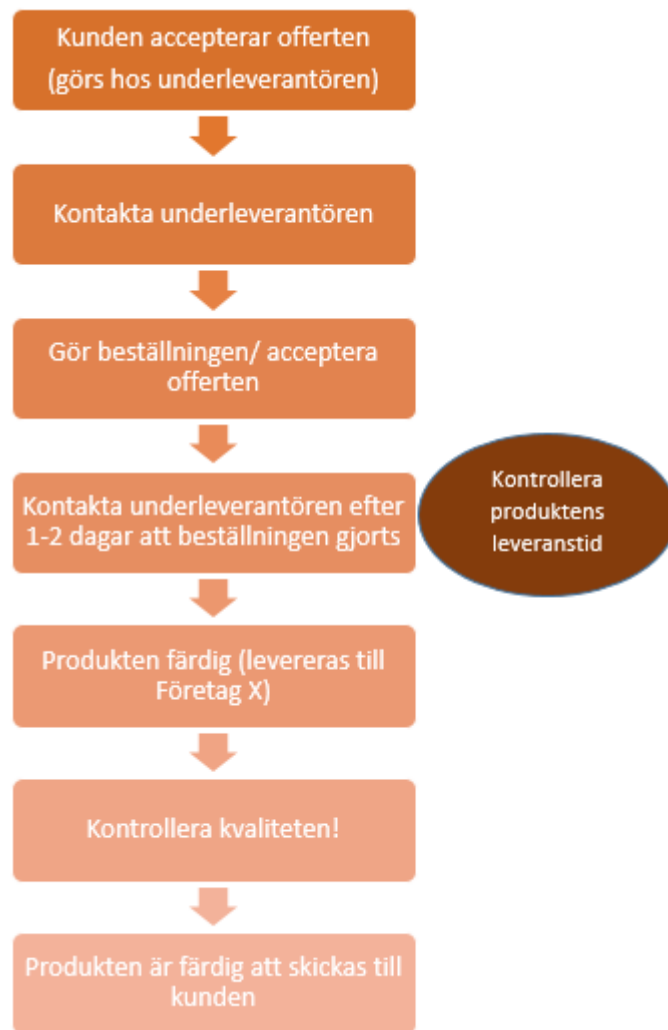 Kunden accepterar offerten
(görs hos underleverantören)
Kontakta underleverantören
Gör beställningen/ acceptera
offerten
Kontakta underleverantören efter
1-2 dagar att beställningen gjorts
Kontrollera
produktens
leveranstid
Produkten färdig (levereras till
Företag X)
Kontrollera kvaliteten!
Produkten är färdig att skickas till
kunden